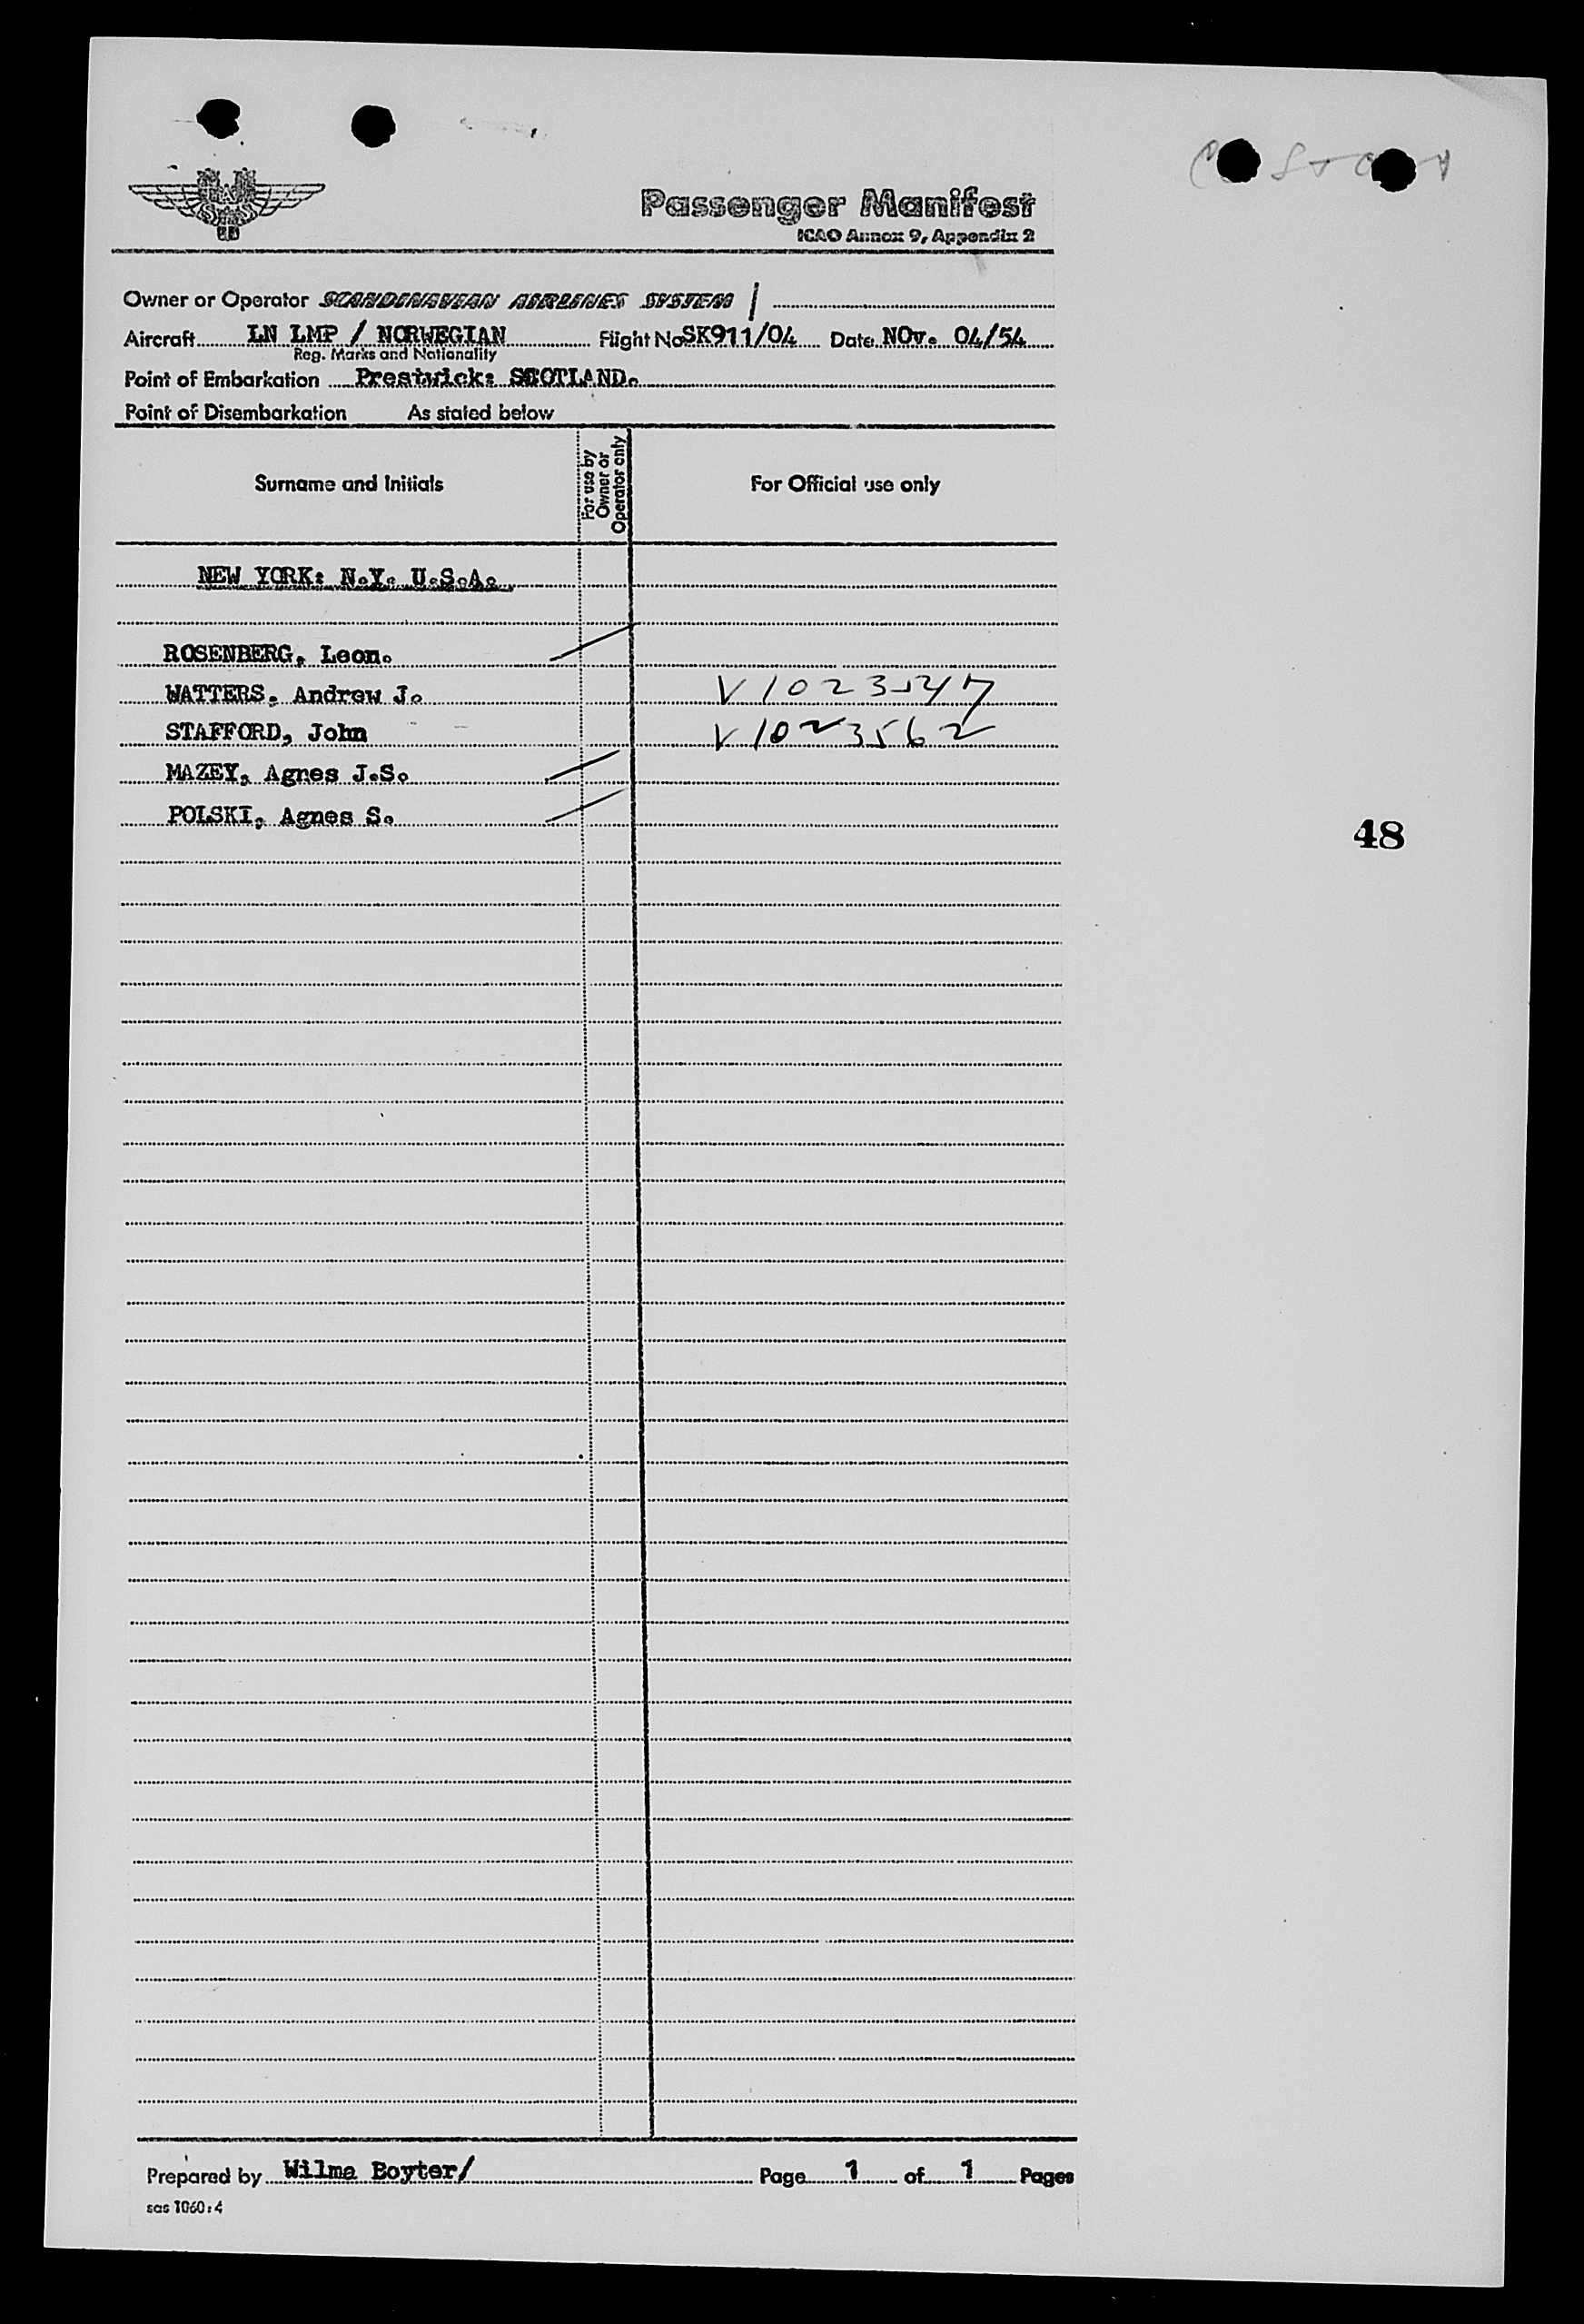 Passenger Manifest
ICAO Annex 9, Appendix 2
Owner or Operator SCANDINAVIAN AIRLINES SYSTEM /
Aircraft LN LMP / NORWEGIAN Flight No SK911/04 Date NOv. 04/54
Reg. Marks and Nationality
Point of Embarkation Prestwick: SCOTLAND.
Point of Disembarkation As stated below
Surname and Initials For use by Owner or Operator only For Official use only
NEW YORK: N.Y. U.S.A.
ROSENBERG, Leon.
WATTERS, Andrew J. V1023547
STAFFORD, John V1023562
MAZEY, Agnes J.S.
POLSKI, Agnes S.
48
Prepared by Wilma Boyter/ Page 1 of 1 Pages
sas 1060:4